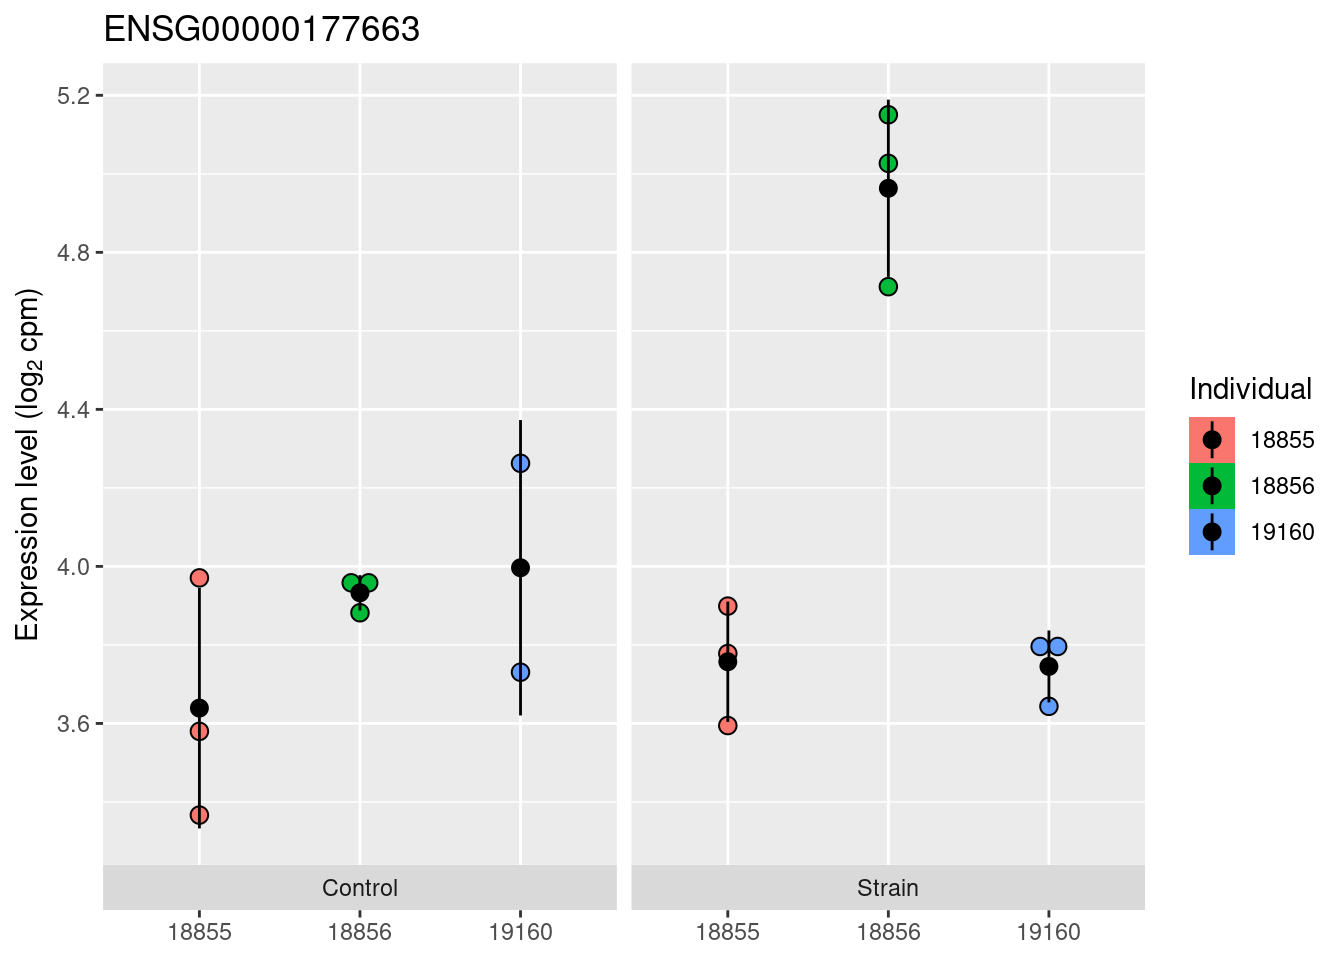 ENSG00000177663
Expression level (log₂ cpm)
5.2
4.8
4.4
4.0
3.6
Control
Strain
18855
18856
19160
18855
18856
19160
Individual
18855
18856
19160